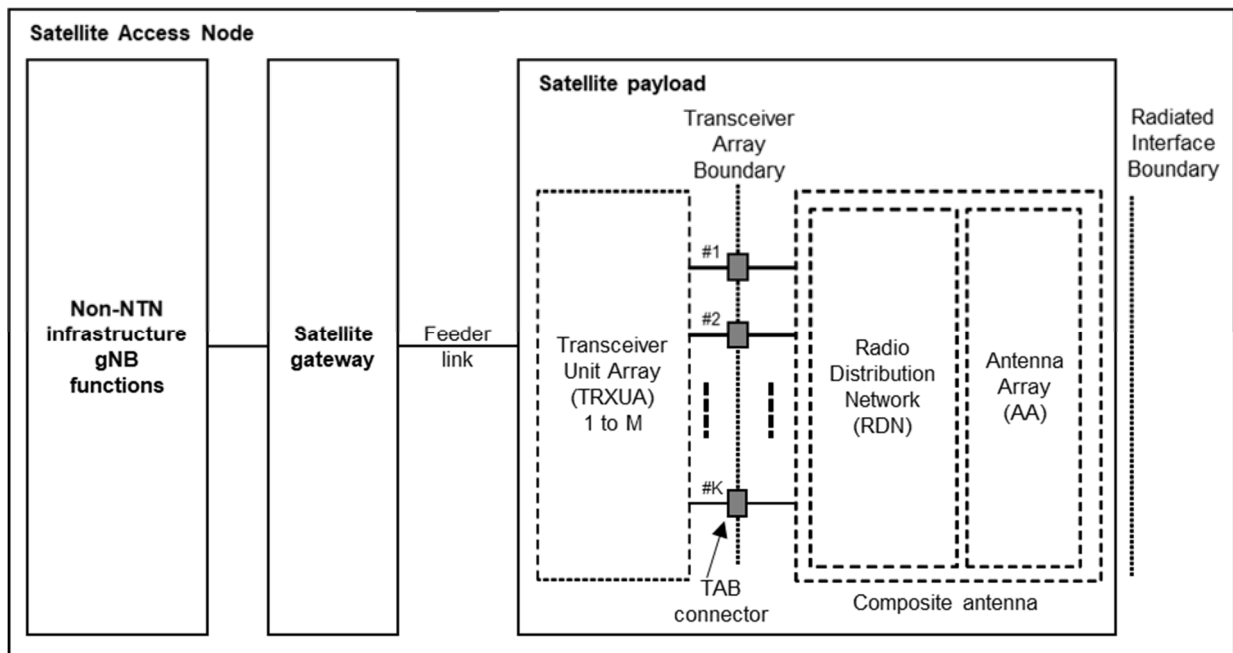 Satellite Access Node
Non-NTN
infrastructure
gNB
functions
Satellite
gateway
Feeder
link
Satellite payload
Transceiver
Array
Boundary
Transceiver
Unit Array
(TRXUA)
1 to M
#1
#2
#K
TAB
connector
Radio
Distribution
Network
(RDN)
Antenna
Array
(AA)
Composite antenna
Radiated
Interface
Boundary